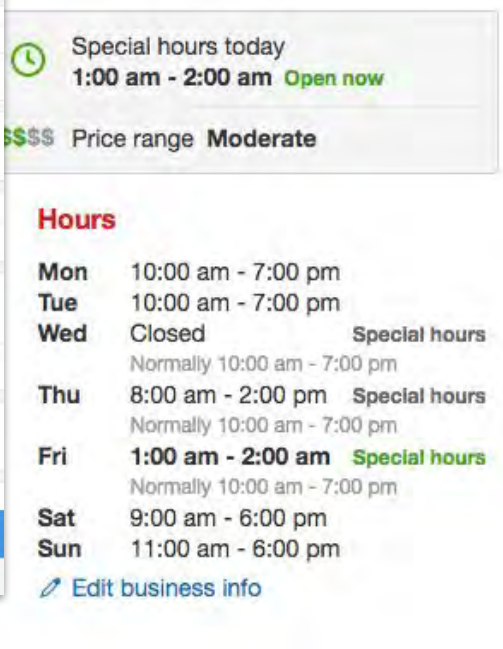 Special hours today
1:00 am - 2:00 am Open now
$$$$ Price range Moderate
Hours
Mon 10:00 am - 7:00 pm
Tue 10:00 am - 7:00 pm
Wed Closed Special hours
Normally 10:00 am - 7:00 pm
Thu 8:00 am - 2:00 pm Special hours
Normally 10:00 am - 7:00 pm
Fri 1:00 am - 2:00 am Special hours
Normally 10:00 am - 7:00 pm
Sat 9:00 am - 6:00 pm
Sun 11:00 am - 6:00 pm
Edit business info